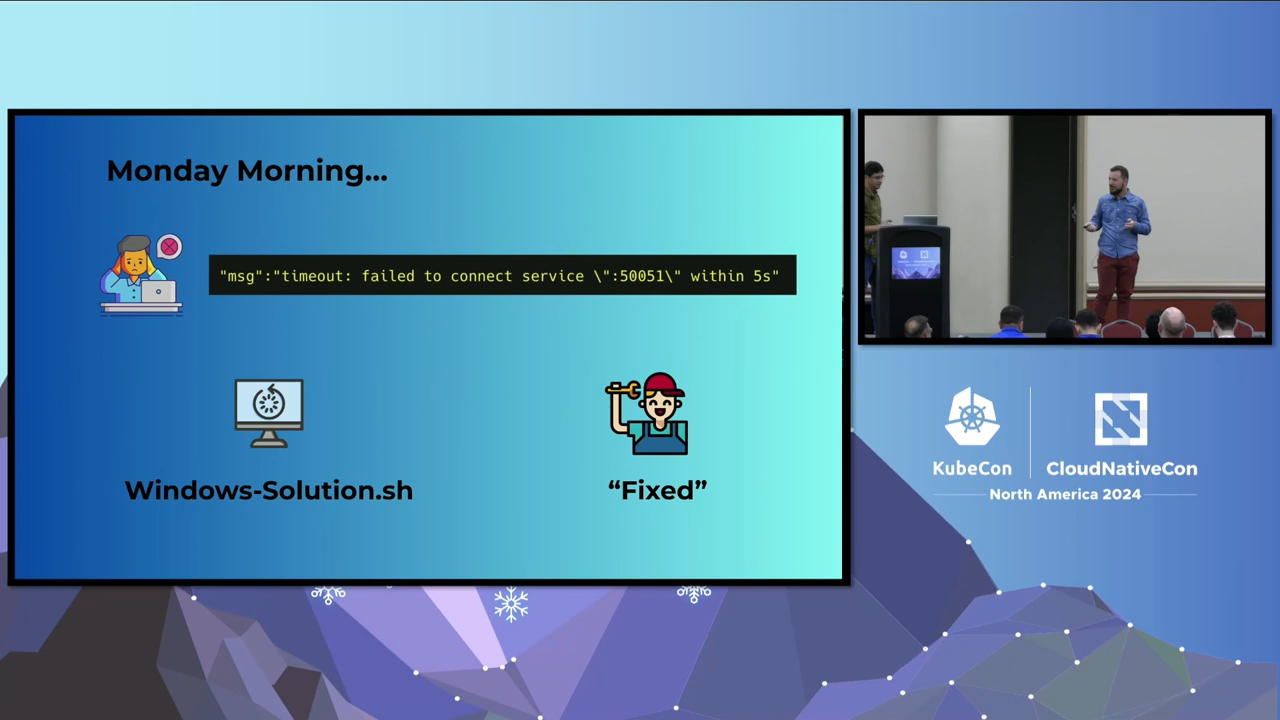 Monday Morning...
"msg":"timeout: failed to connect service \":50051\" within 5s"
Windows-Solution.sh
“Fixed”
KubeCon
CloudNativeCon
North America 2024